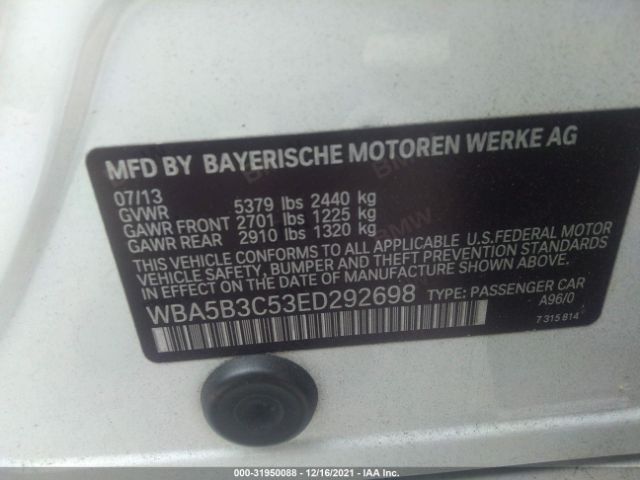 MFD BY BAYERISCHE MOTOREN WERKE AG
07/13
GVWR 5379 lbs 2440 kg
GAWR FRONT 2701 lbs 1225 kg
GAWR REAR 2910 lbs 1320 kg
THIS VEHICLE CONFORMS TO ALL APPLICABLE U.S.FEDERAL MOTOR
VEHICLE SAFETY, BUMPER AND THEFT PREVENTION STANDARDS
IN EFFECT ON THE DATE OF MANUFACTURE SHOWN ABOVE.
WBA5B3C53ED292698 TYPE: PASSENGER CAR
A96/0
7 315 814
000-31950088 - 12/16/2021 - IAA Inc.